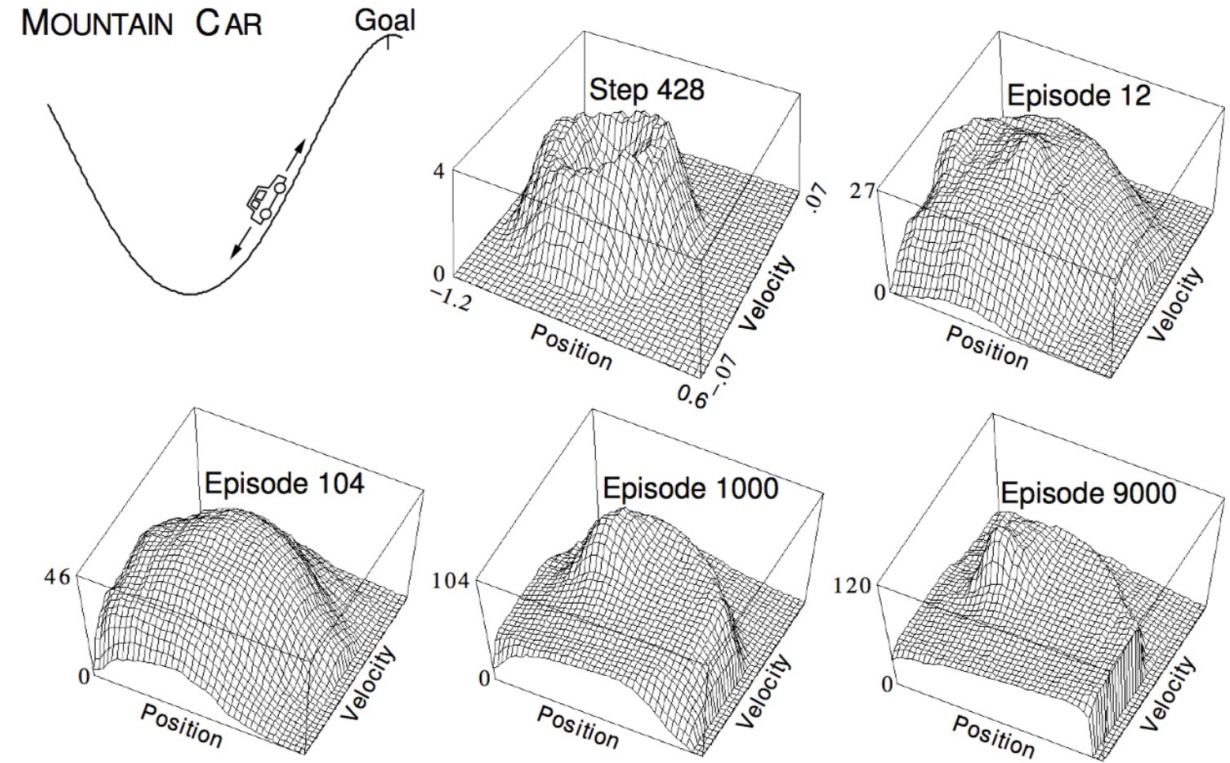 MOUNTAIN CAR
Goal
Step 428
4
0
−1.2
Position
0.6
−.07
Velocity
.07
Episode 12
27
0
Position
Velocity
Episode 104
46
0
Position
Velocity
Episode 1000
104
0
Position
Velocity
Episode 9000
120
0
Position
Velocity